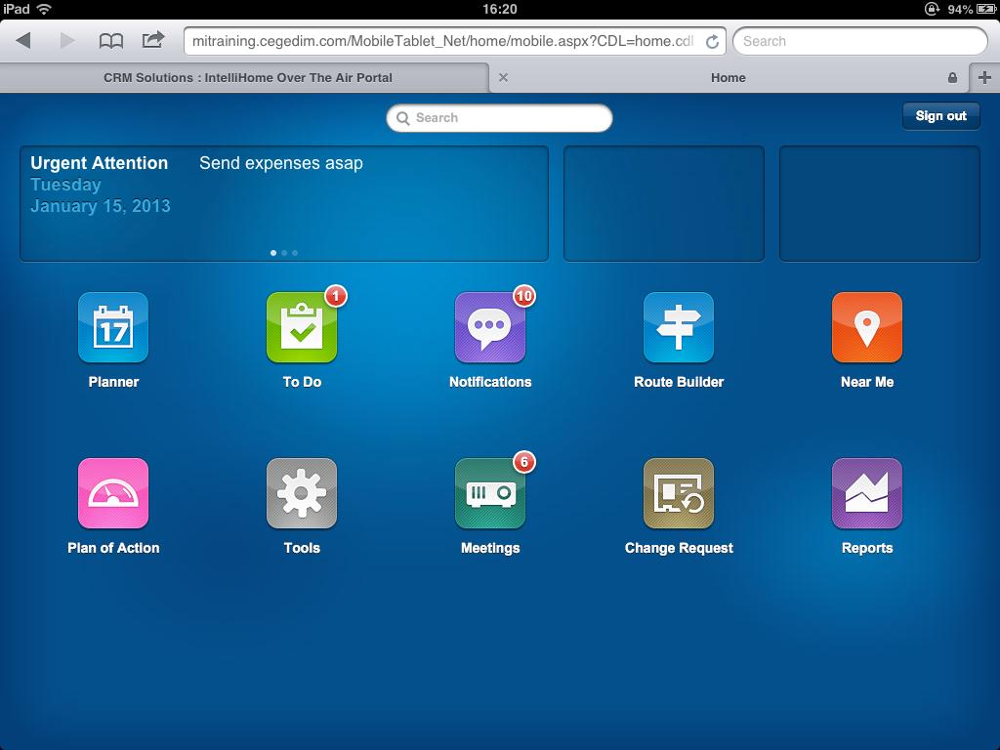 iPad 16:20 94%
mitraining.cegedim.com/MobileTablet_Net/home/mobile.aspx?CDL=home.cdl Search
CRM Solutions : IntelliHome Over The Air Portal Home
Search Sign out
Urgent Attention Send expenses asap
Tuesday
January 15, 2013
1 10
17
Planner To Do Notifications Route Builder Near Me
6
Plan of Action Tools Meetings Change Request Reports